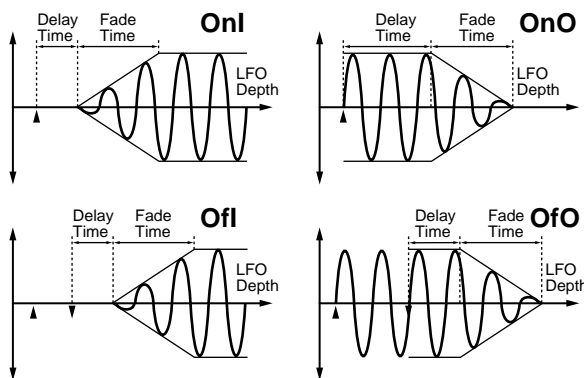 Delay Time
Fade Time
OnI
LFO Depth
Delay Time
Fade Time
OnO
LFO Depth
Delay Time
Fade Time
OfI
LFO Depth
Delay Time
Fade Time
OfO
LFO Depth